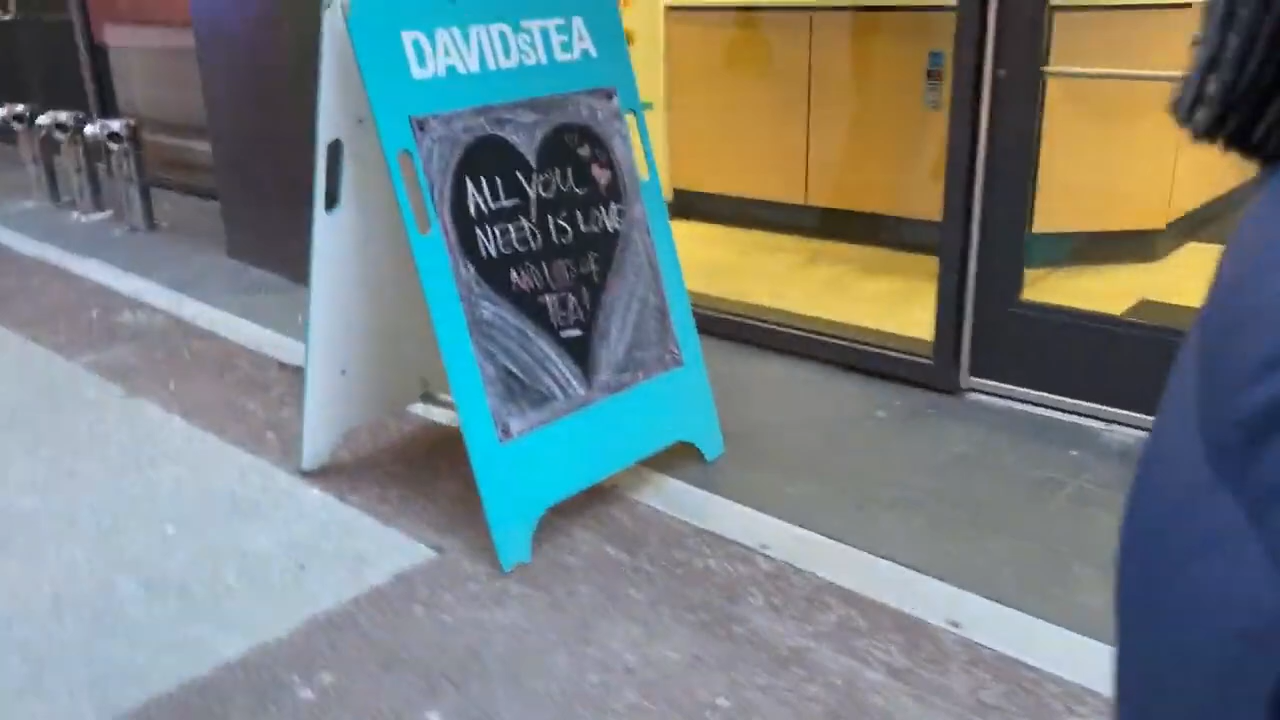 DAVIDsTEA
ALL YOU
NEED IS LOVE
AND LOTS OF
TEA!